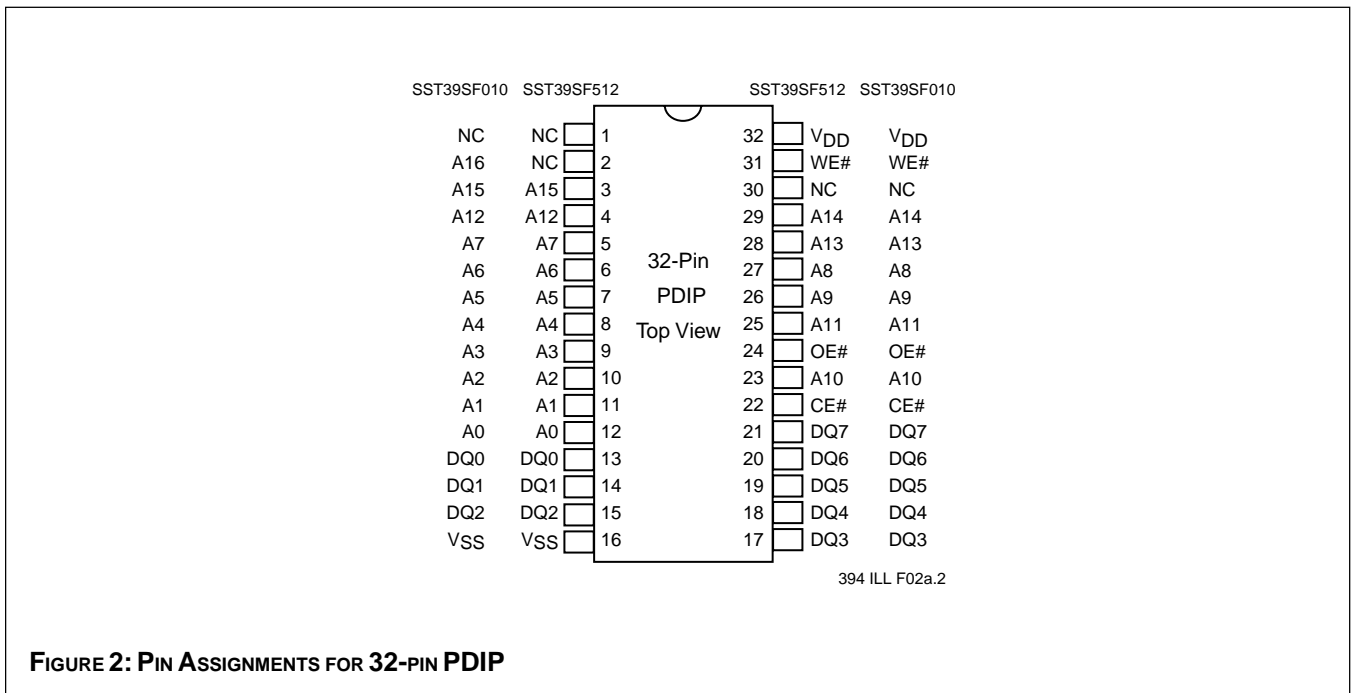 SST39SF010 SST39SF512 SST39SF512 SST39SF010
NC NC 1 32 VDD VDD
A16 NC 2 31 WE# WE#
A15 A15 3 30 NC NC
A12 A12 4 29 A14 A14
A7 A7 5 28 A13 A13
A6 A6 6 32-Pin 27 A8 A8
A5 A5 7 PDIP 26 A9 A9
A4 A4 8 Top View 25 A11 A11
A3 A3 9 24 OE# OE#
A2 A2 10 23 A10 A10
A1 A1 11 22 CE# CE#
A0 A0 12 21 DQ7 DQ7
DQ0 DQ0 13 20 DQ6 DQ6
DQ1 DQ1 14 19 DQ5 DQ5
DQ2 DQ2 15 18 DQ4 DQ4
VSS VSS 16 17 DQ3 DQ3
394 ILL F02a.2
FIGURE 2: PIN ASSIGNMENTS FOR 32-PIN PDIP